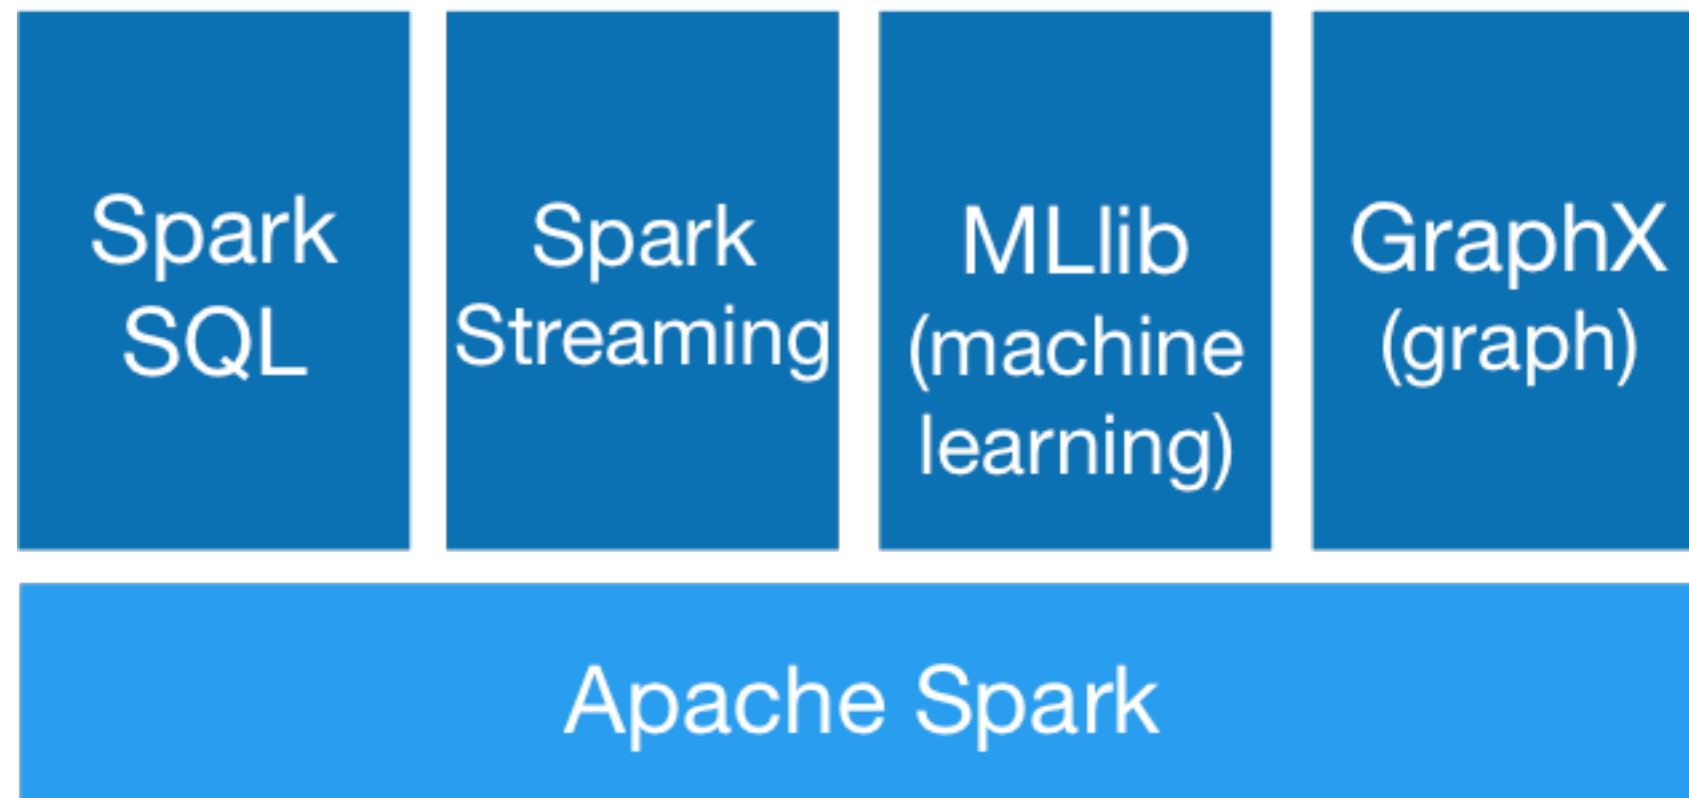 Spark
SQL
Spark
Streaming
MLlib
(machine
learning)
GraphX
(graph)
Apache Spark